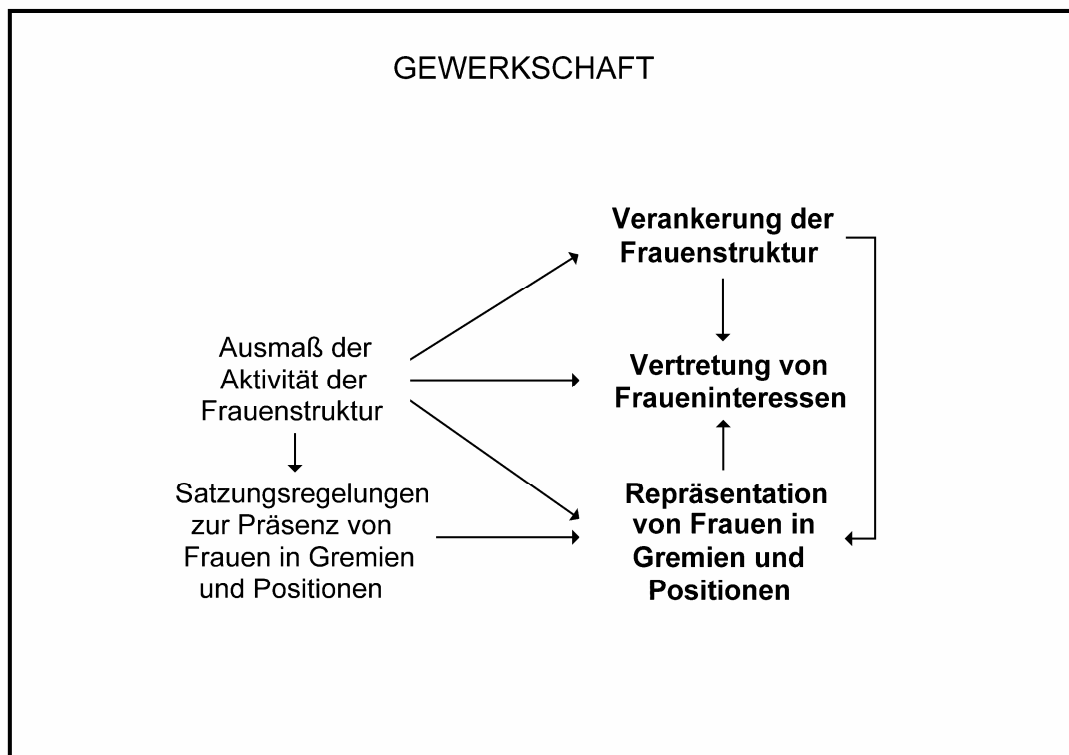 GEWERKSCHAFT
Verankerung der
Frauenstruktur
Ausmaß der
Aktivität der
Frauenstruktur
Vertretung von
Fraueninteressen
Satzungsregelungen
zur Präsenz von
Frauen in Gremien
und Positionen
Repräsentation
von Frauen in
Gremien und
Positionen